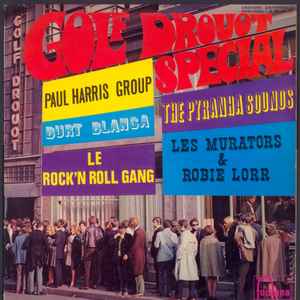 GOLF DROUOT
GOLF DROUOT
SPECIAL
PAUL HARRIS GROUP
BURT BLANCA
LE
ROCK'N ROLL GANG
THE PYRANHA SOUNDS
LES MURATORS
&
ROBIE LORR